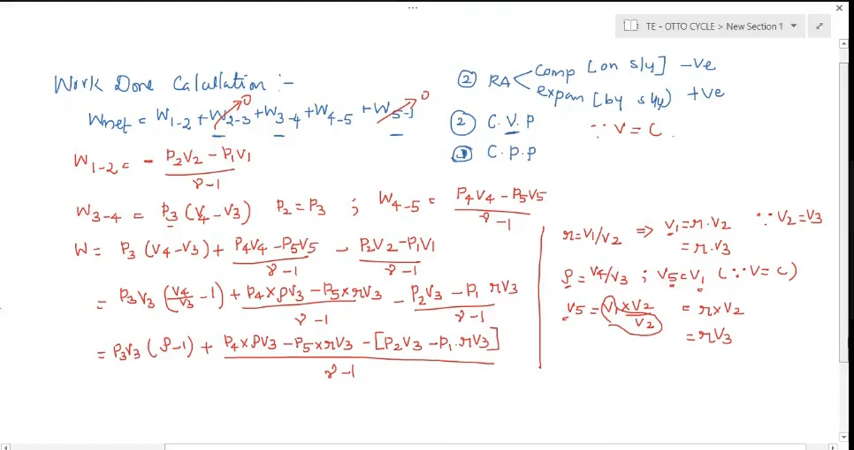 TE - OTTO CYCLE > New Section 1
Work Done Calculation :-
Wnet = W1-2 + W2-3 + W3-4 + W4-5 + W5-1
0
0
② RA
Comp [on s/y] -ve
expan [by s/y) +ve
② C. V. P
∵ V = C .
① C. P. P
W1-2 = - P2V2 - P1V1 / γ-1
W3-4 = P3 (V4 - V3) P2 = P3 ; W4-5 = P4V4 - P5V5 / γ-1
W = P3 (V4 - V3) + P4V4 - P5V5 / γ-1 - P2V2 - P1V1 / γ-1
= P3V3 (V4/V3 - 1) + P4 x ρV3 - P5 x rV3 / γ-1 - P2V3 - P1 rV3 / γ-1
= P3V3 (ρ-1) + P4 x ρV3 - P5 x rV3 - [P2V3 - P1 . rV3] / γ-1
r = V1/V2 ⇒ V1 = r. V2 ∵ V2 = V3
= r. V3
ρ = V4/V3 ; V5 = V1 (∵ V = C)
V5 = V1 x V2 / V2 = r x V2
= rV3